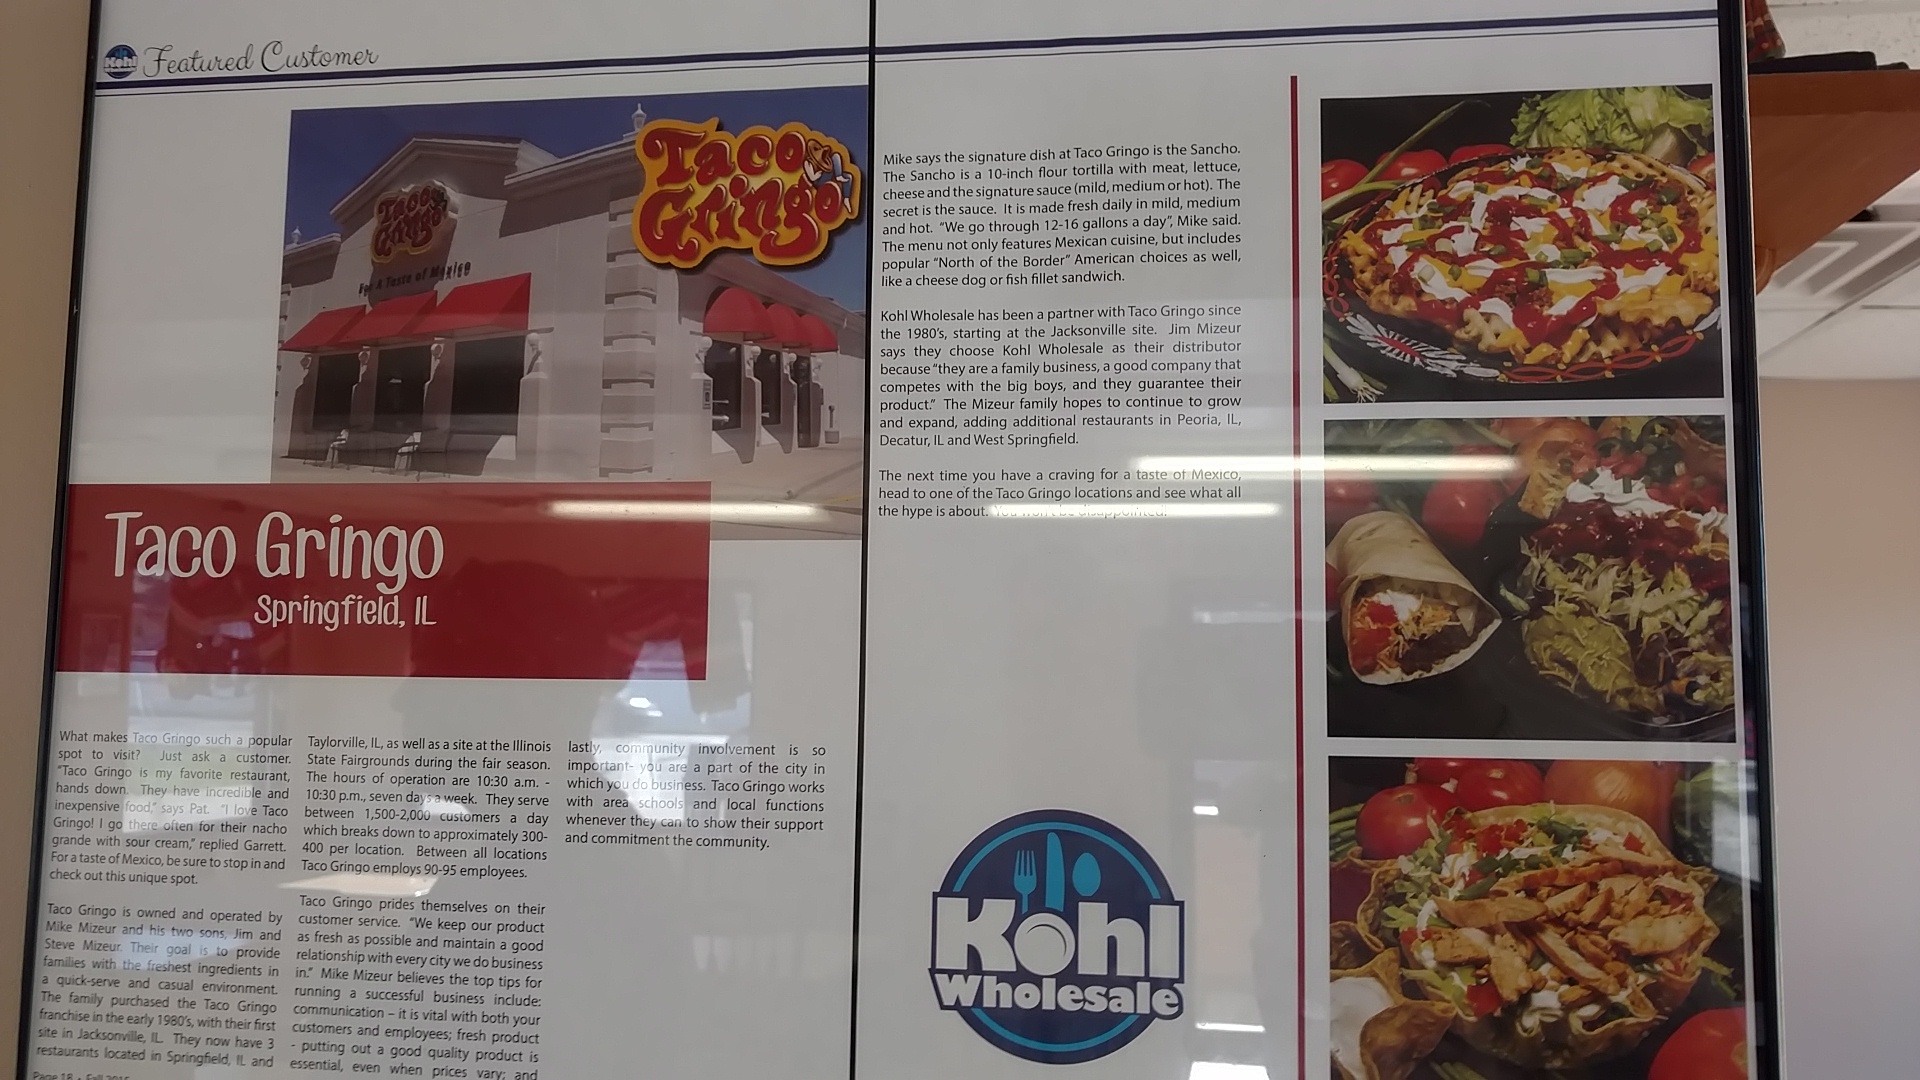 Kohl
Featured Customer
Taco
Gringo
For A Taste of Mexico
Taco
Gringo
Taco Gringo
Springfield, IL
What makes Taco Gringo such a popular
spot to visit? Just ask a customer.
"Taco Gringo is my favorite restaurant,
hands down. They have incredible and
inexpensive food," says Pat. "I love Taco
Gringo! I go there often for their nacho
grande with sour cream," replied Garrett.
For a taste of Mexico, be sure to stop in and
check out this unique spot.
Taco Gringo is owned and operated by
Mike Mizeur and his two sons, Jim and
Steve Mizeur. Their goal is to provide
families with the freshest ingredients in
a quick-serve and casual environment.
The family purchased the Taco Gringo
franchise in the early 1980's, with their first
site in Jacksonville, IL. They now have 3
restaurants located in Springfield, IL and
Page 18 • Fall 2015
Taylorville, IL, as well as a site at the Illinois
State Fairgrounds during the fair season.
The hours of operation are 10:30 a.m. -
10:30 p.m., seven days a week. They serve
between 1,500-2,000 customers a day
which breaks down to approximately 300-
400 per location. Between all locations
Taco Gringo employs 90-95 employees.
Taco Gringo prides themselves on their
customer service. "We keep our product
as fresh as possible and maintain a good
relationship with every city we do business
in." Mike Mizeur believes the top tips for
running a successful business include:
communication – it is vital with both your
customers and employees; fresh product
- putting out a good quality product is
essential, even when prices vary; and
lastly, community involvement is so
important- you are a part of the city in
which you do business. Taco Gringo works
with area schools and local functions
whenever they can to show their support
and commitment the community.
Mike says the signature dish at Taco Gringo is the Sancho.
The Sancho is a 10-inch flour tortilla with meat, lettuce,
cheese and the signature sauce (mild, medium or hot). The
secret is the sauce. It is made fresh daily in mild, medium
and hot. "We go through 12-16 gallons a day", Mike said.
The menu not only features Mexican cuisine, but includes
popular "North of the Border" American choices as well,
like a cheese dog or fish fillet sandwich.
Kohl Wholesale has been a partner with Taco Gringo since
the 1980's, starting at the Jacksonville site. Jim Mizeur
says they choose Kohl Wholesale as their distributor
because "they are a family business, a good company that
competes with the big boys, and they guarantee their
product." The Mizeur family hopes to continue to grow
and expand, adding additional restaurants in Peoria, IL,
Decatur, IL and West Springfield.
The next time you have a craving for a taste of Mexico,
head to one of the Taco Gringo locations and see what all
the hype is about. You won't be disappointed!
Kohl
Wholesale